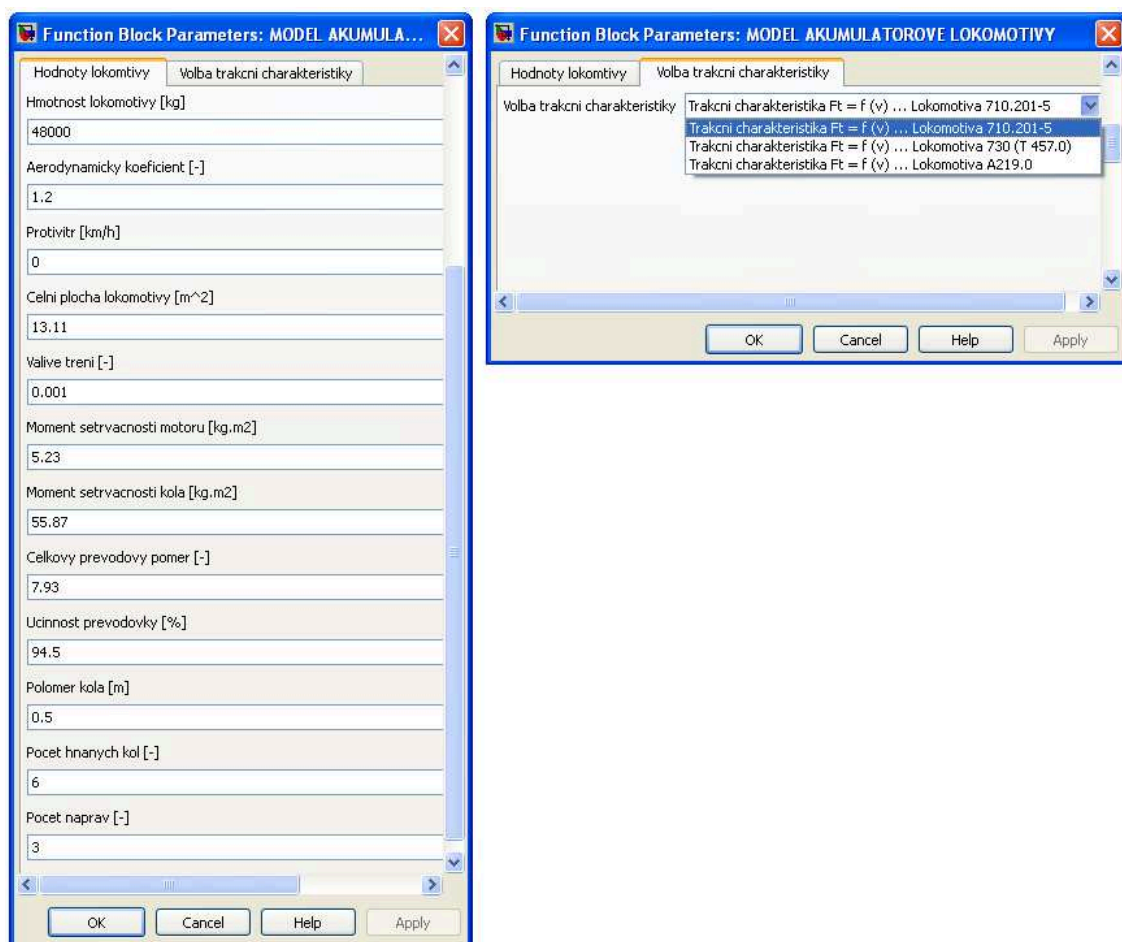 Function Block Parameters: MODEL AKUMULA...
Hodnoty lokomtivy
Volba trakcni charakteristiky
Hmotnost lokomotivy [kg]
48000
Aerodynamicky koeficient [-]
1.2
Protivitr [km/h]
0
Celni plocha lokomotivy [m^2]
13.11
Valive treni [-]
0.001
Moment setrvacnosti motoru [kg.m2]
5.23
Moment setrvacnosti kola [kg.m2]
55.87
Celkovy prevodovy pomer [-]
7.93
Ucinnost prevodovky [%]
94.5
Polomer kola [m]
0.5
Pocet hnanych kol [-]
6
Pocet naprav [-]
3
OK
Cancel
Help
Apply
Function Block Parameters: MODEL AKUMULATOROVE LOKOMOTIVY
Hodnoty lokomtivy
Volba trakcni charakteristiky
Volba trakcni charakteristiky
Trakcni charakteristika Ft = f (v) ... Lokomotiva 710.201-5
Trakcni charakteristika Ft = f (v) ... Lokomotiva 710.201-5
Trakcni charakteristika Ft = f (v) ... Lokomotiva 730 (T 457.0)
Trakcni charakteristika Ft = f (v) ... Lokomotiva A219.0
OK
Cancel
Help
Apply